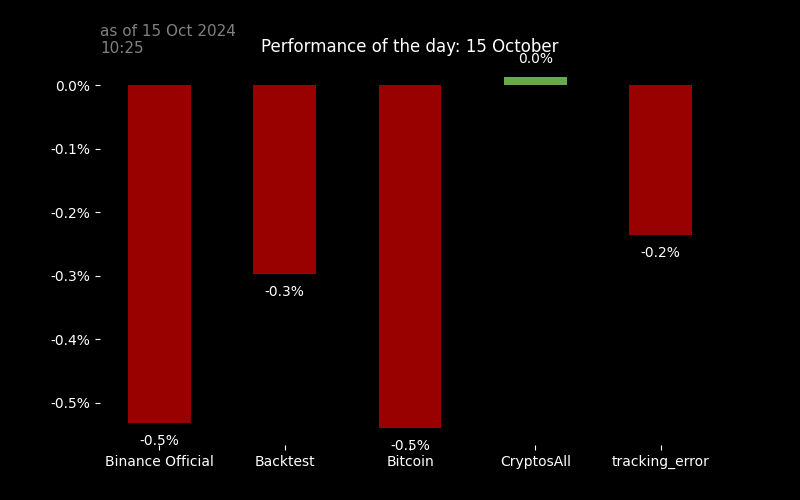 as of 15 Oct 2024
10:25
Performance of the day: 15 October
0.0%
0.0%
-0.1%
-0.2%
-0.2%
-0.3%
-0.3%
-0.4%
-0.5%
-0.5%
-0.5%
Binance Official
Backtest
Bitcoin
CryptosAll
tracking_error